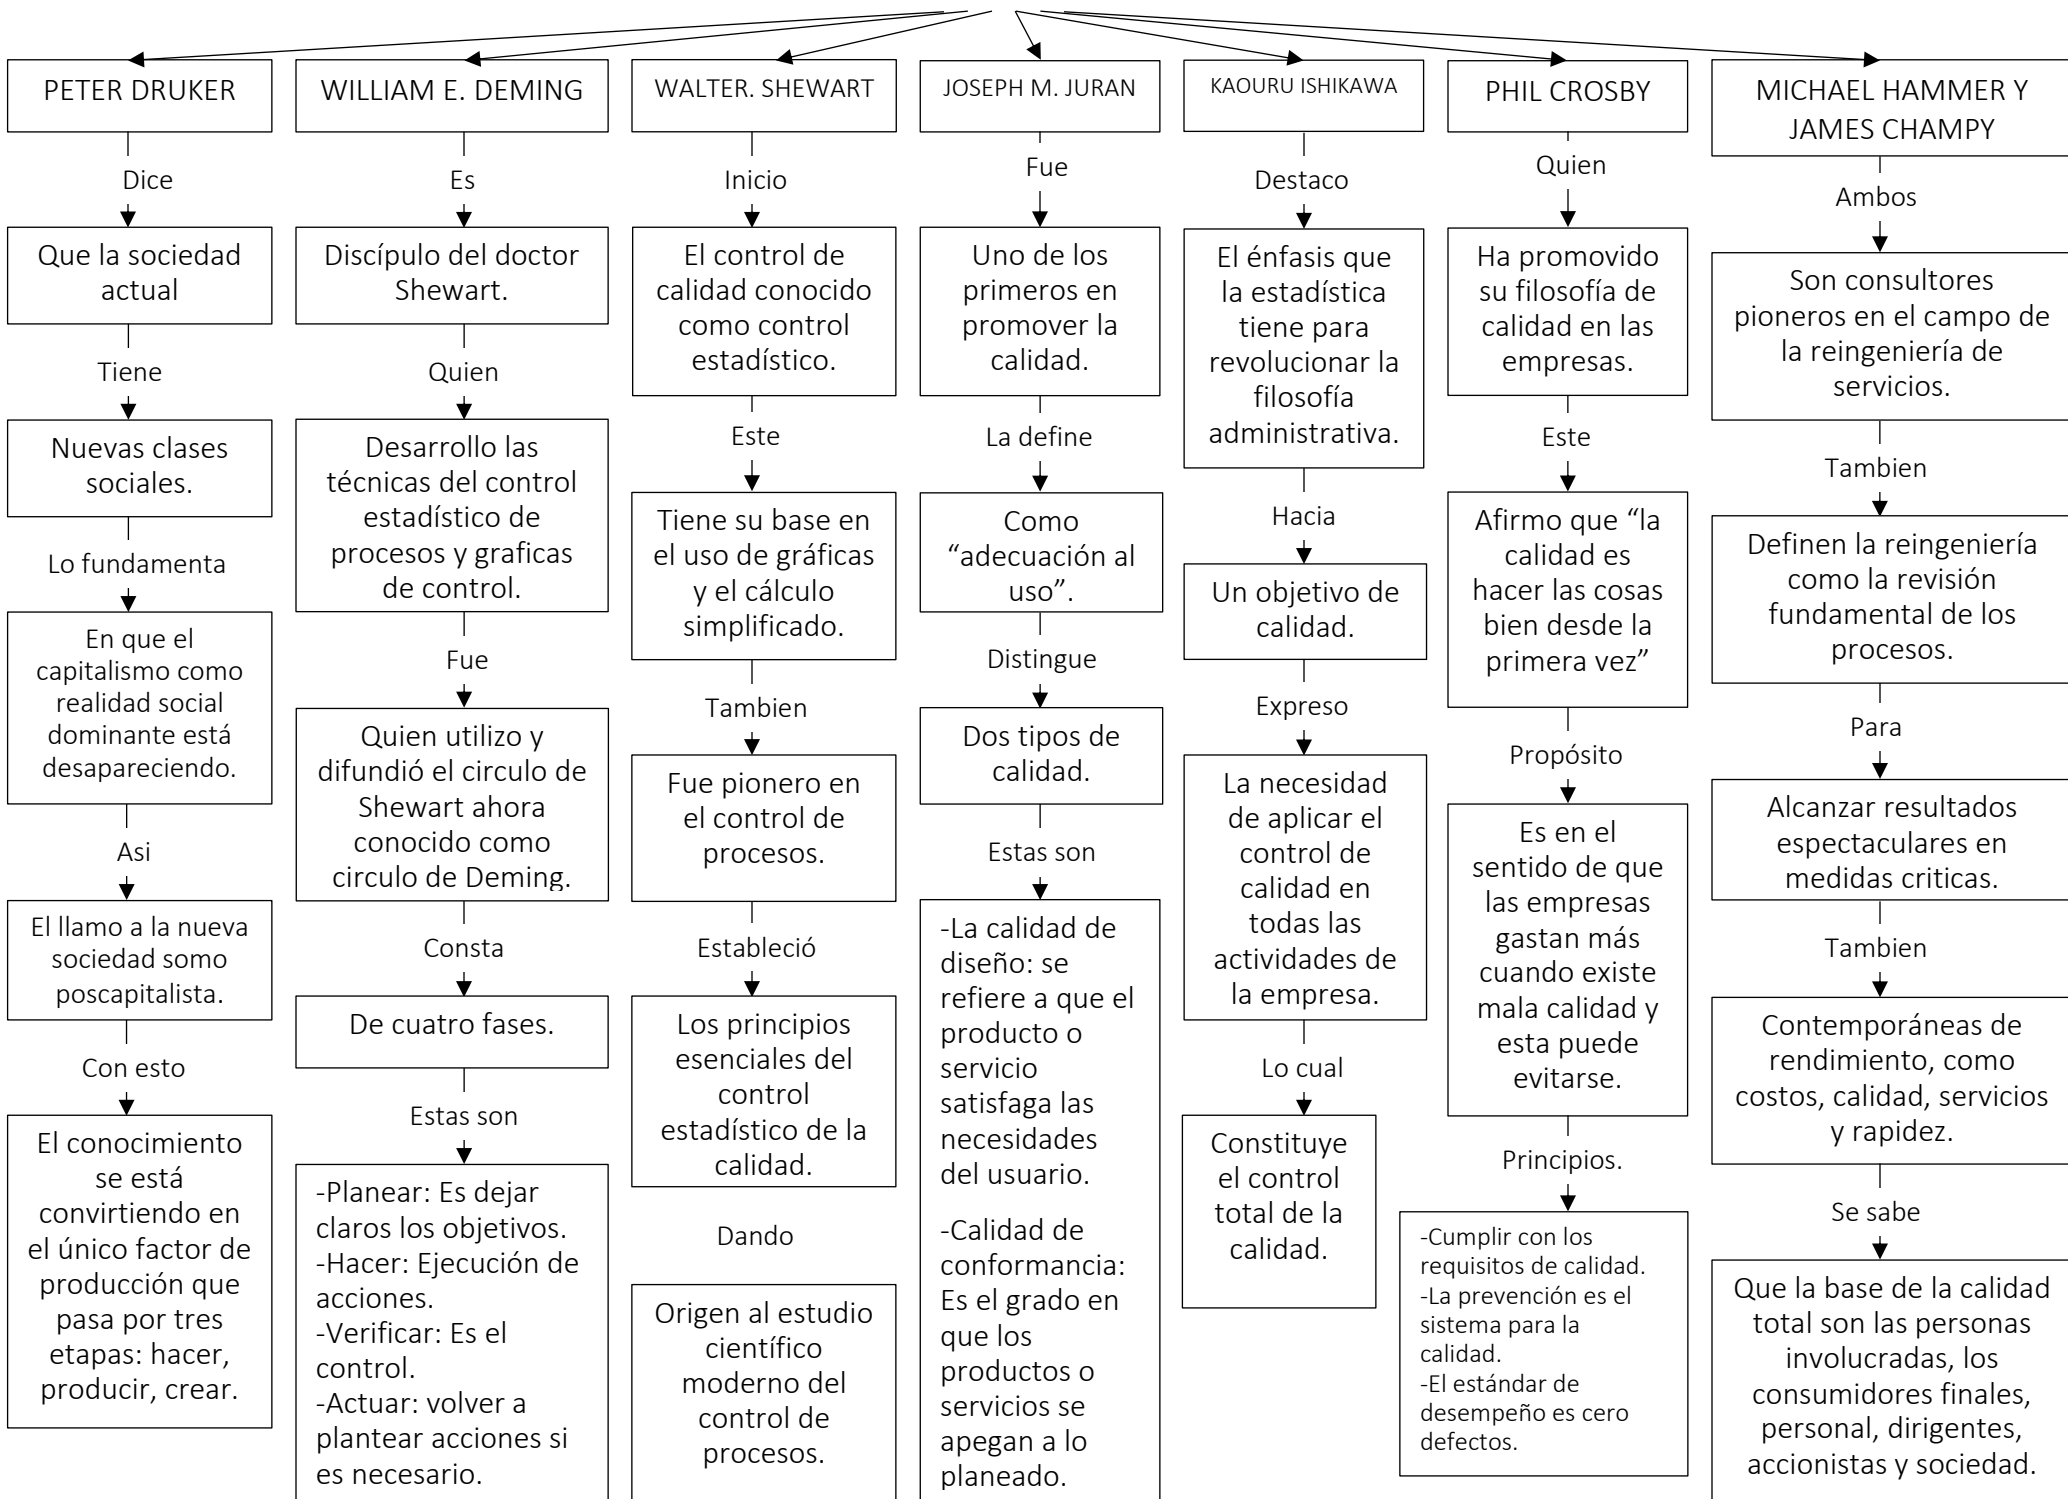 PETER DRUKER
Dice
Que la sociedad
actual
Tiene
Nuevas clases
sociales.
Lo fundamenta
En que el
capitalismo como
realidad social
dominante está
desapareciendo.
Asi
El llamo a la nueva
sociedad somo
poscapitalista.
Con esto
El conocimiento
se está
convirtiendo en
el único factor de
producción que
pasa por tres
etapas: hacer,
producir, crear.
WILLIAM E. DEMING
Es
Discípulo del doctor
Shewart.
Quien
Desarrollo las
técnicas del control
estadístico de
procesos y graficas
de control.
Fue
Quien utilizo y
difundió el circulo de
Shewart ahora
conocido como
circulo de Deming.
Consta
De cuatro fases.
Estas son
-Planear: Es dejar
claros los objetivos.
-Hacer: Ejecución de
acciones.
-Verificar: Es el
control.
-Actuar: volver a
plantear acciones si
es necesario.
WALTER. SHEWART
Inicio
El control de
calidad conocido
como control
estadístico.
Este
Tiene su base en
el uso de gráficas
y el cálculo
simplificado.
Tambien
Fue pionero en
el control de
procesos.
Estableció
Los principios
esenciales del
control
estadístico de la
calidad.
Dando
Origen al estudio
científico
moderno del
control de
procesos.
JOSEPH M. JURAN
Fue
Uno de los
primeros en
promover la
calidad.
La define
Como
“adecuación al
uso”.
Distingue
Dos tipos de
calidad.
Estas son
-La calidad de
diseño: se
refiere a que el
producto o
servicio
satisfaga las
necesidades
del usuario.
-Calidad de
conformancia:
Es el grado en
que los
productos o
servicios se
apegan a lo
planeado.
KAOURU ISHIKAWA
Destaco
El énfasis que
la estadística
tiene para
revolucionar la
filosofía
administrativa.
Hacia
Un objetivo de
calidad.
Expreso
La necesidad
de aplicar el
control de
calidad en
todas las
actividades de
la empresa.
Lo cual
Constituye
el control
total de la
calidad.
PHIL CROSBY
Quien
Ha promovido
su filosofía de
calidad en las
empresas.
Este
Afirmo que “la
calidad es
hacer las cosas
bien desde la
primera vez”
Propósito
Es en el
sentido de que
las empresas
gastan más
cuando existe
mala calidad y
esta puede
evitarse.
Principios.
-Cumplir con los
requisitos de calidad.
-La prevención es el
sistema para la
calidad.
-El estándar de
desempeño es cero
defectos.
MICHAEL HAMMER Y
JAMES CHAMPY
Ambos
Son consultores
pioneros en el campo de
la reingeniería de
servicios.
Tambien
Definen la reingeniería
como la revisión
fundamental de los
procesos.
Para
Alcanzar resultados
espectaculares en
medidas criticas.
Tambien
Contemporáneas de
rendimiento, como
costos, calidad, servicios
y rapidez.
Se sabe
Que la base de la calidad
total son las personas
involucradas, los
consumidores finales,
personal, dirigentes,
accionistas y sociedad.